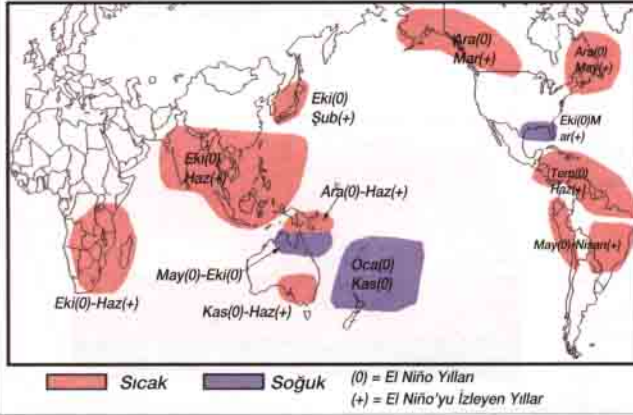 Ara(0)
Mar(+)
Ara(0)
May(+)
Eki(0)
Şub(+)
Eki(0)M
ar(+)
Eki(0)
Haz(+)
Tem(0)
Haz(+)
Ara(0)-Haz(+)
May(0)-Nisan(+)
May(0)-Eki(0)
Oca(0)
Kas(0)
Eki(0)-Haz(+)
Kas(0)-Haz(+)
Sıcak
Soğuk
(0) = El Niño Yılları
(+) = El Niño'yu İzleyen Yıllar